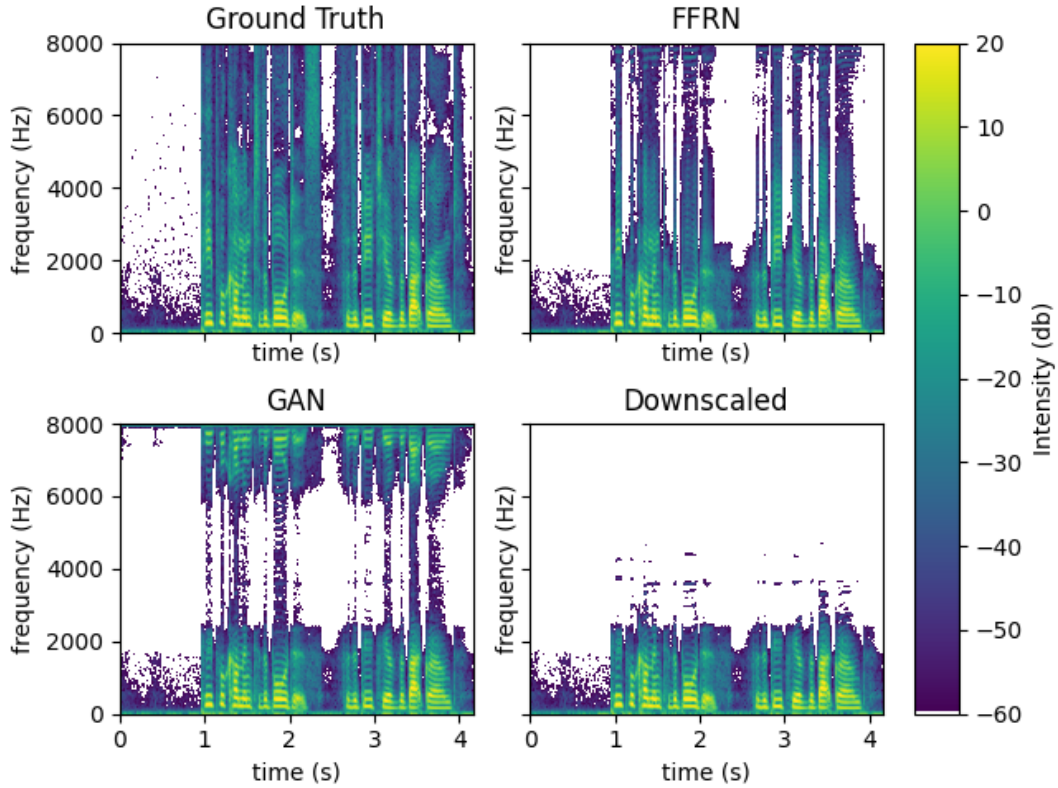 Ground Truth
FFRN
8000
6000
4000
2000
0
frequency (Hz)
time (s)
frequency (Hz)
time (s)
GAN
Downscaled
8000
6000
4000
2000
0
frequency (Hz)
0 1 2 3 4
time (s)
frequency (Hz)
0 1 2 3 4
time (s)
20
10
0
−10
−20
−30
−40
−50
−60
Intensity (db)